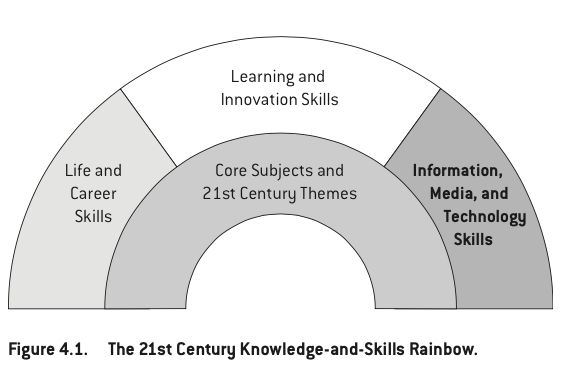 Learning and
Innovation Skills
Life and
Career
Skills
Core Subjects and
21st Century Themes
Information,
Media, and
Technology
Skills
Figure 4.1. The 21st Century Knowledge-and-Skills Rainbow.